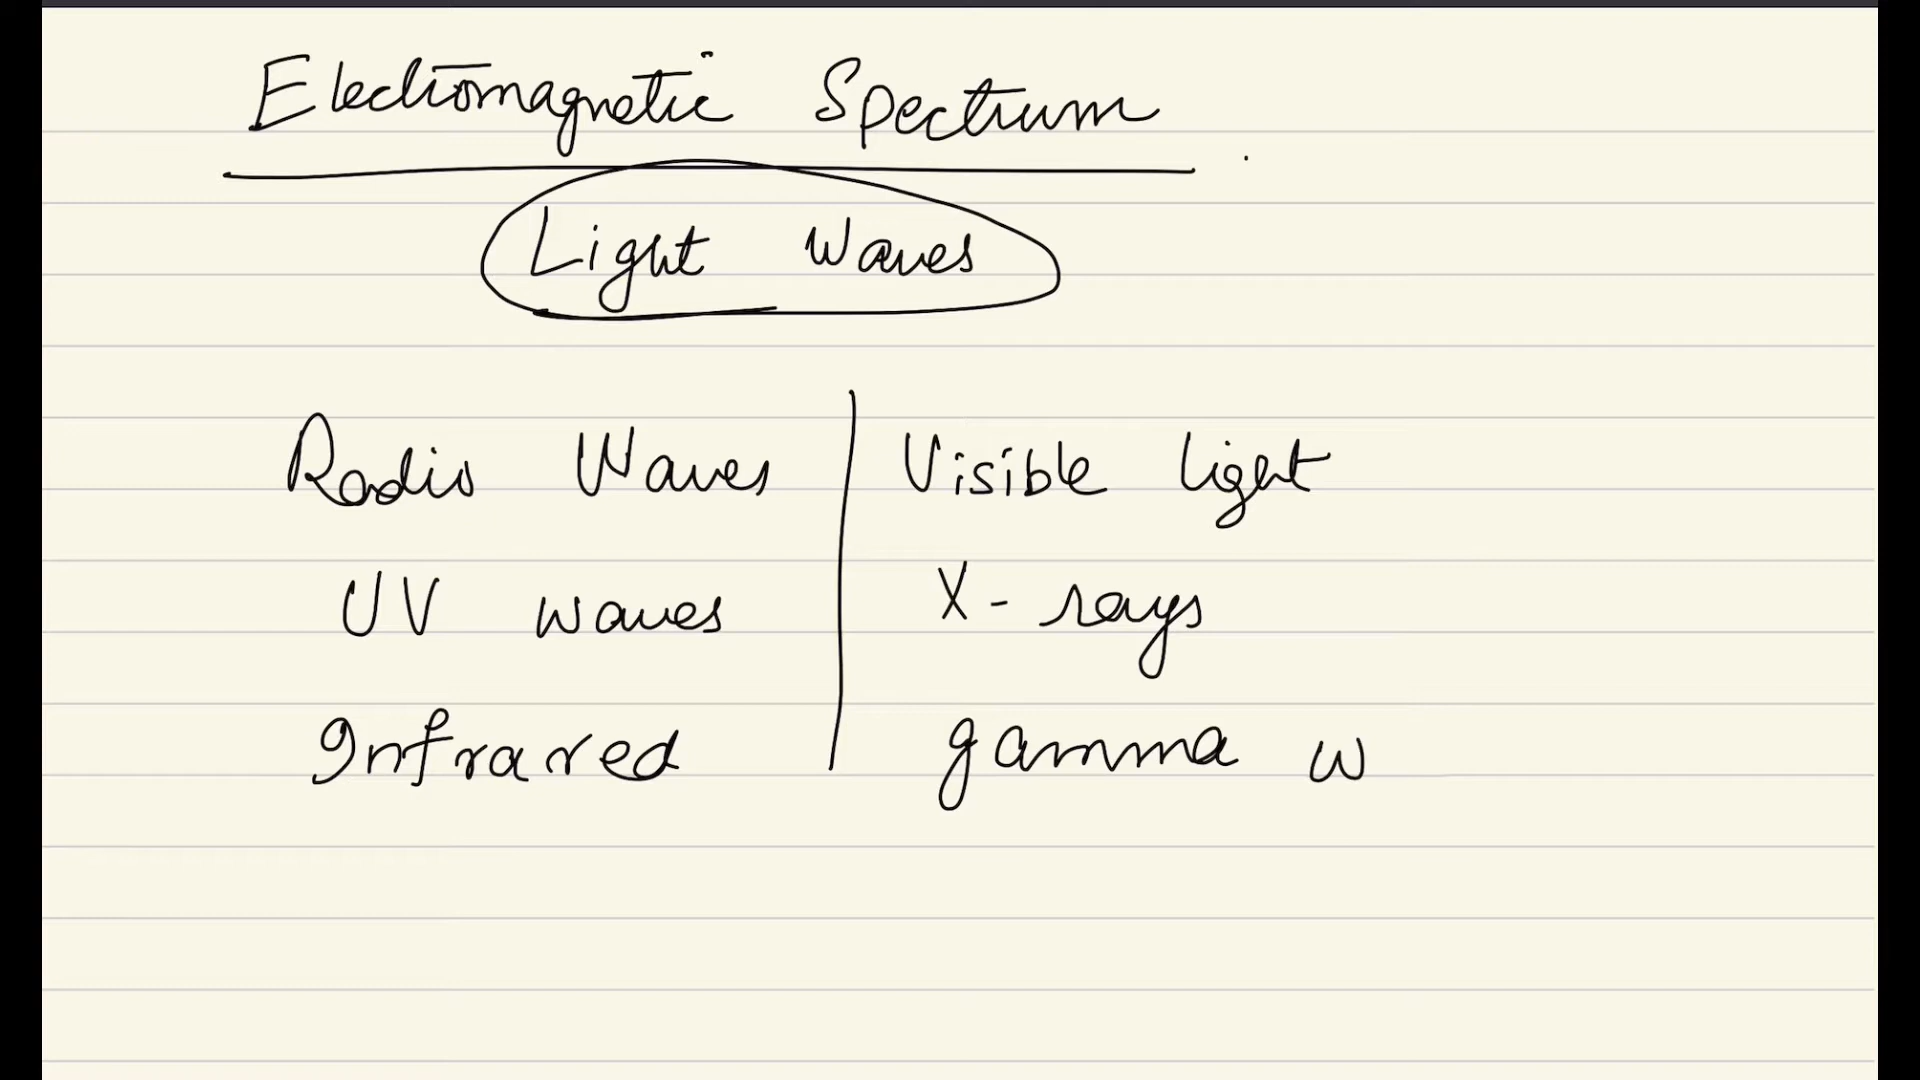 Electromagnetic Spectrum
Light Waves
Radio Waves
UV waves
Infrared
Visible light
X-rays
gamma w